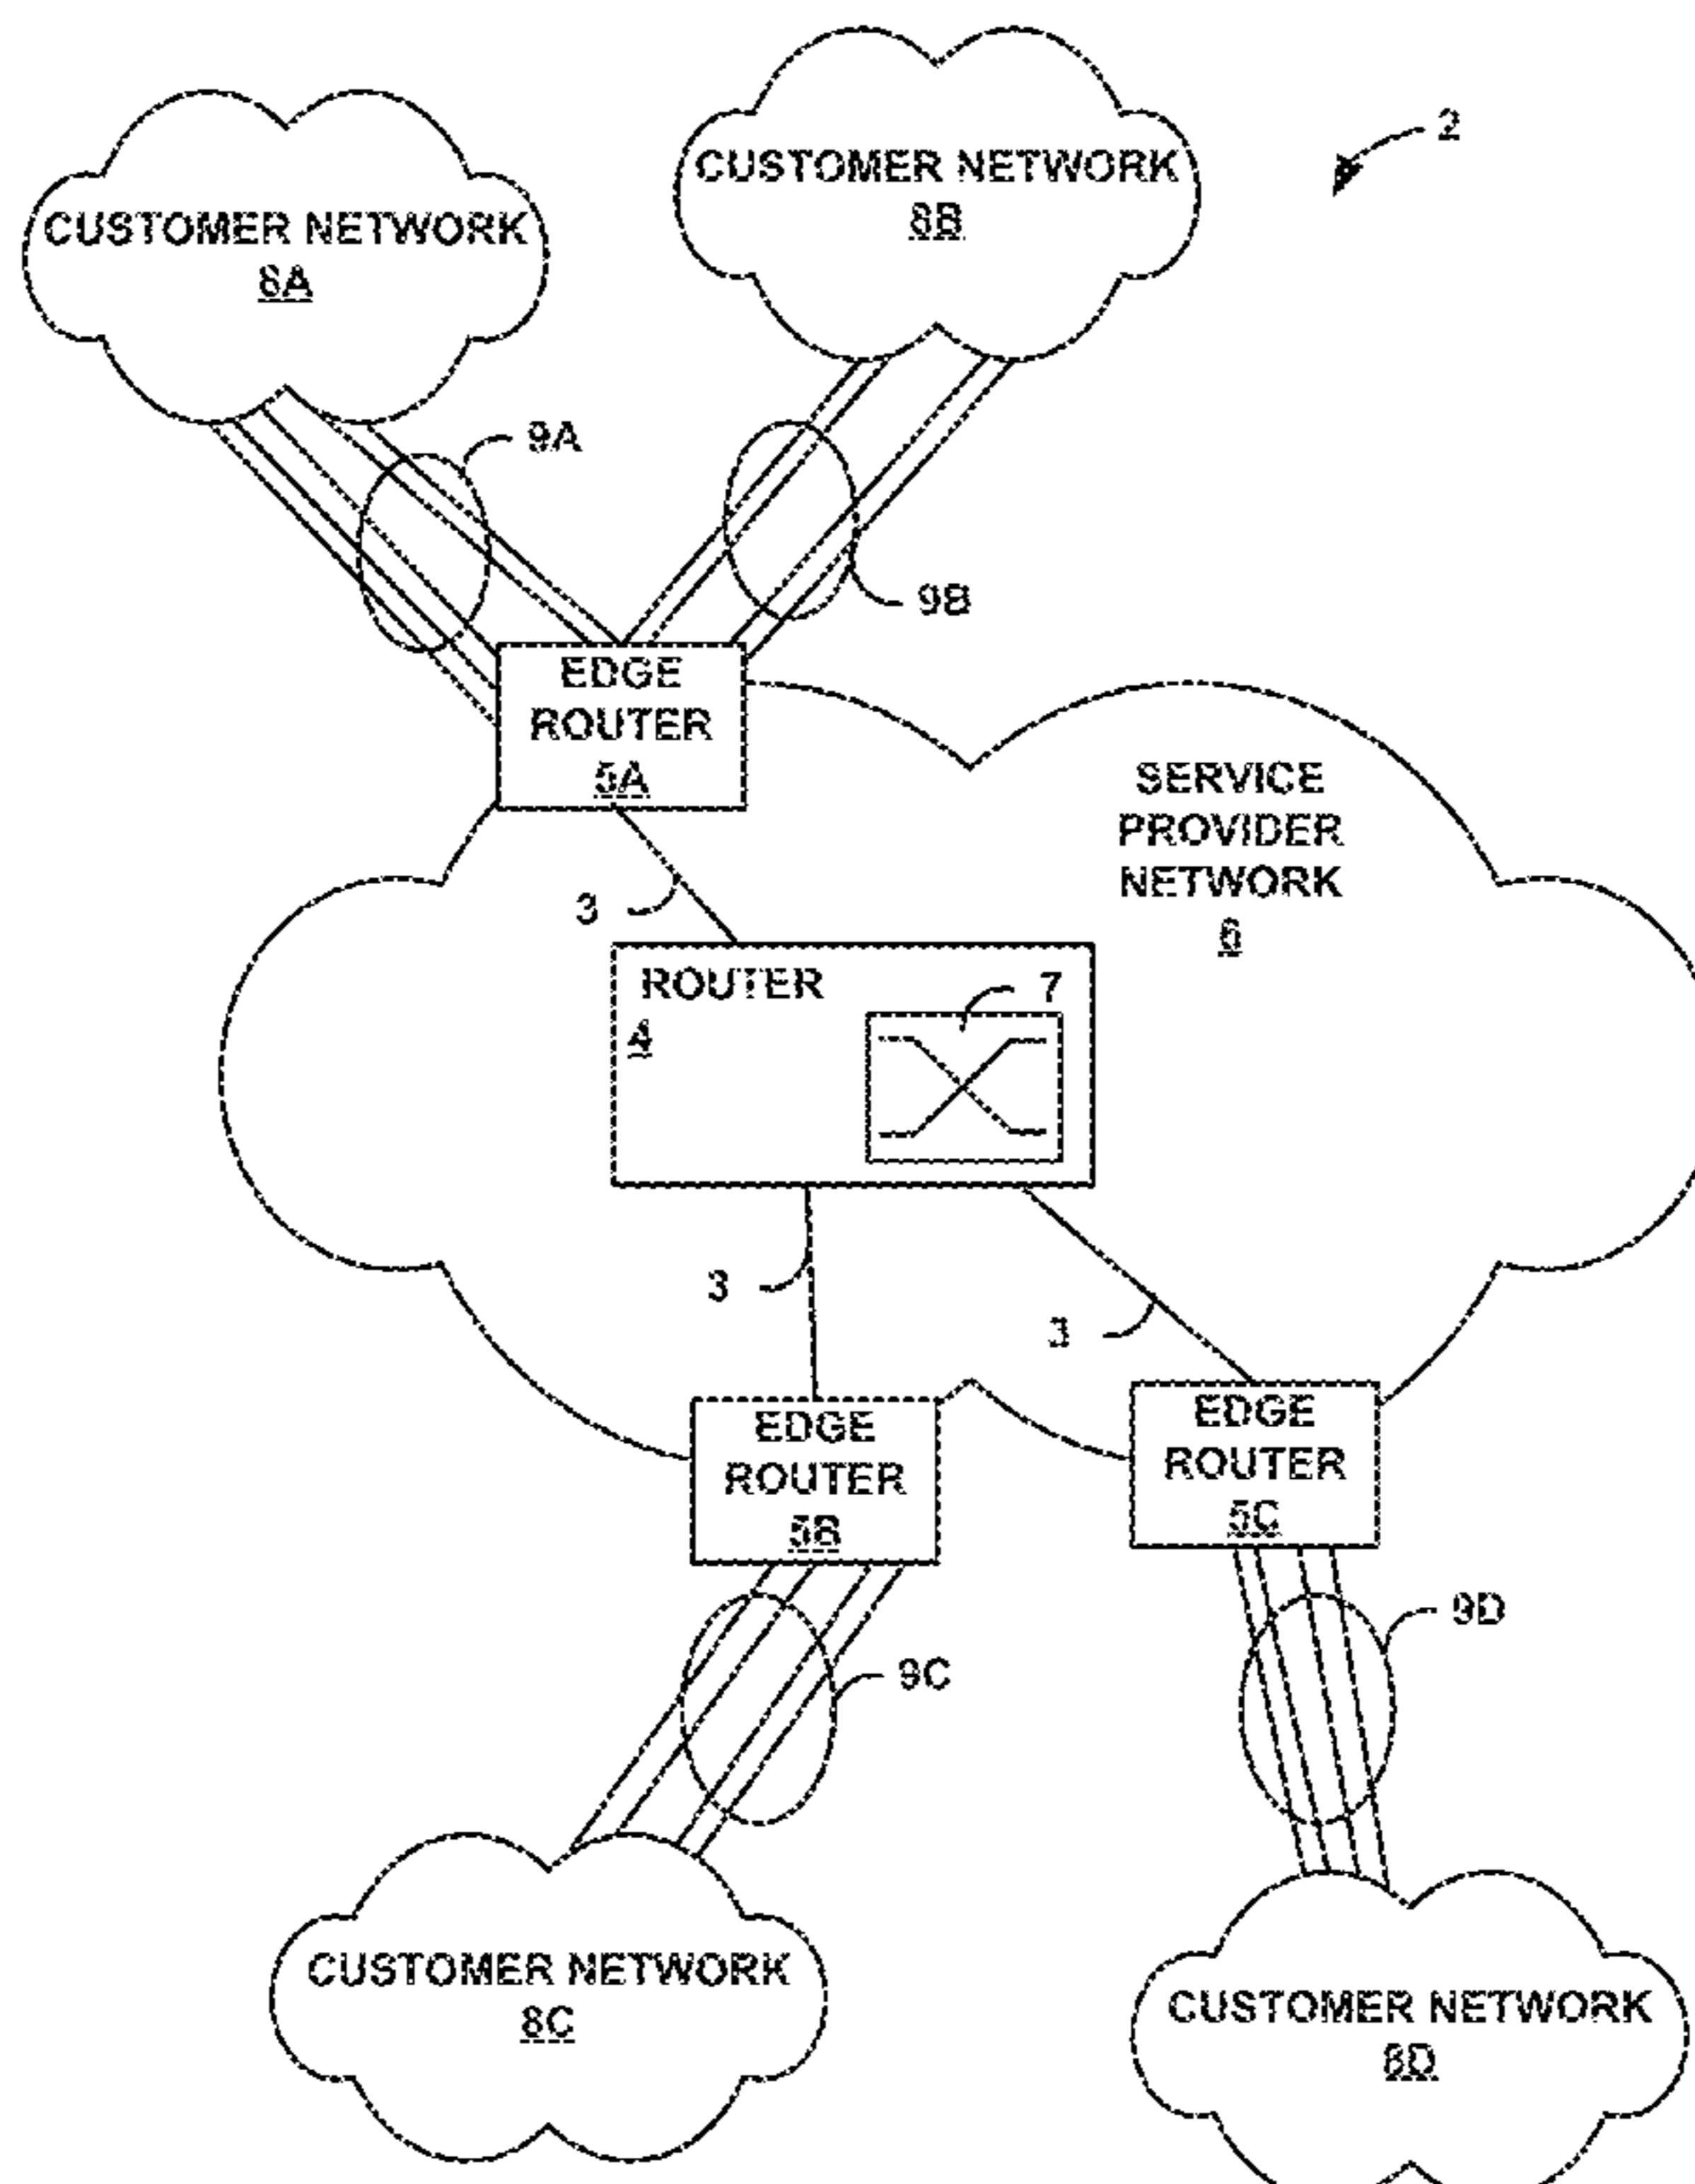 CUSTOMER NETWORK
8B
2
CUSTOMER NETWORK
8A
9A
9B
EDGE
ROUTER
5A
SERVICE
PROVIDER
NETWORK
6
3
ROUTER
4
7
3
3
EDGE
ROUTER
5B
EDGE
ROUTER
5C
9C
9D
CUSTOMER NETWORK
8C
CUSTOMER NETWORK
8D